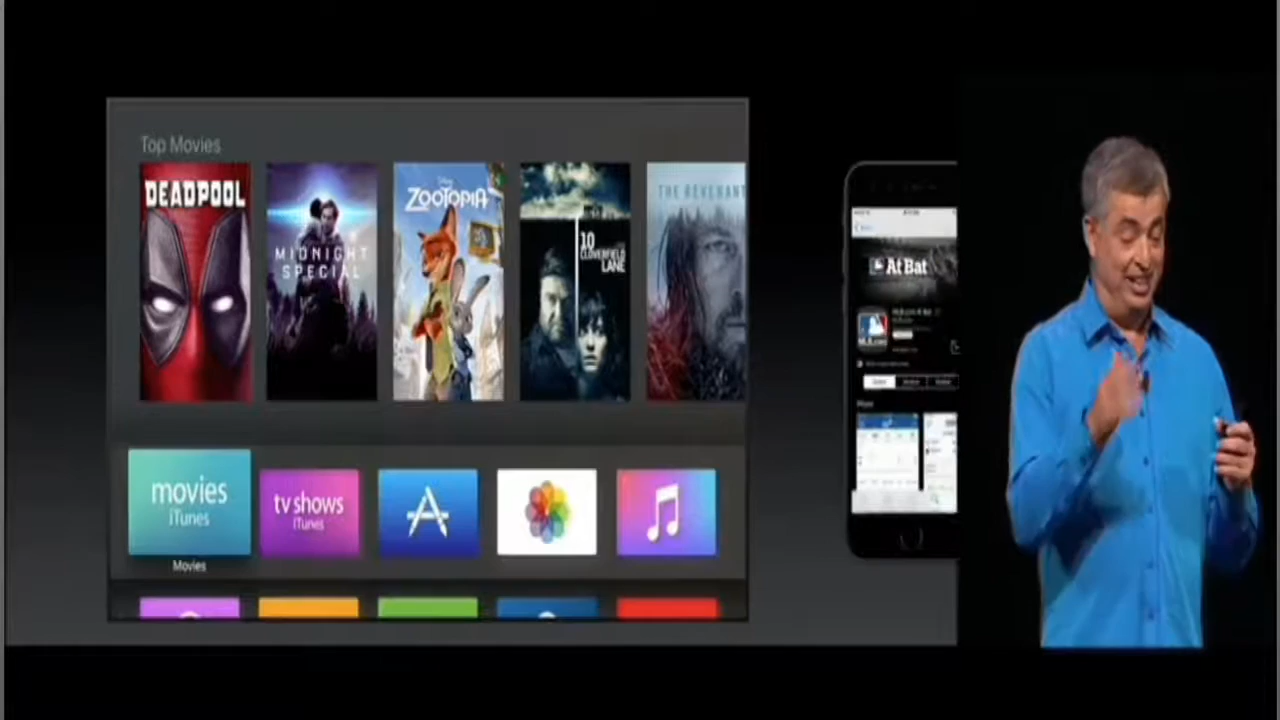 Top Movies
DEADPOOL
MIDNIGHT
SPECIAL
Disney
ZOOTOPIA
10
CLOVERFIELD
LANE
THE REVENANT
At Bat
movies
iTunes
tv shows
iTunes
Movies